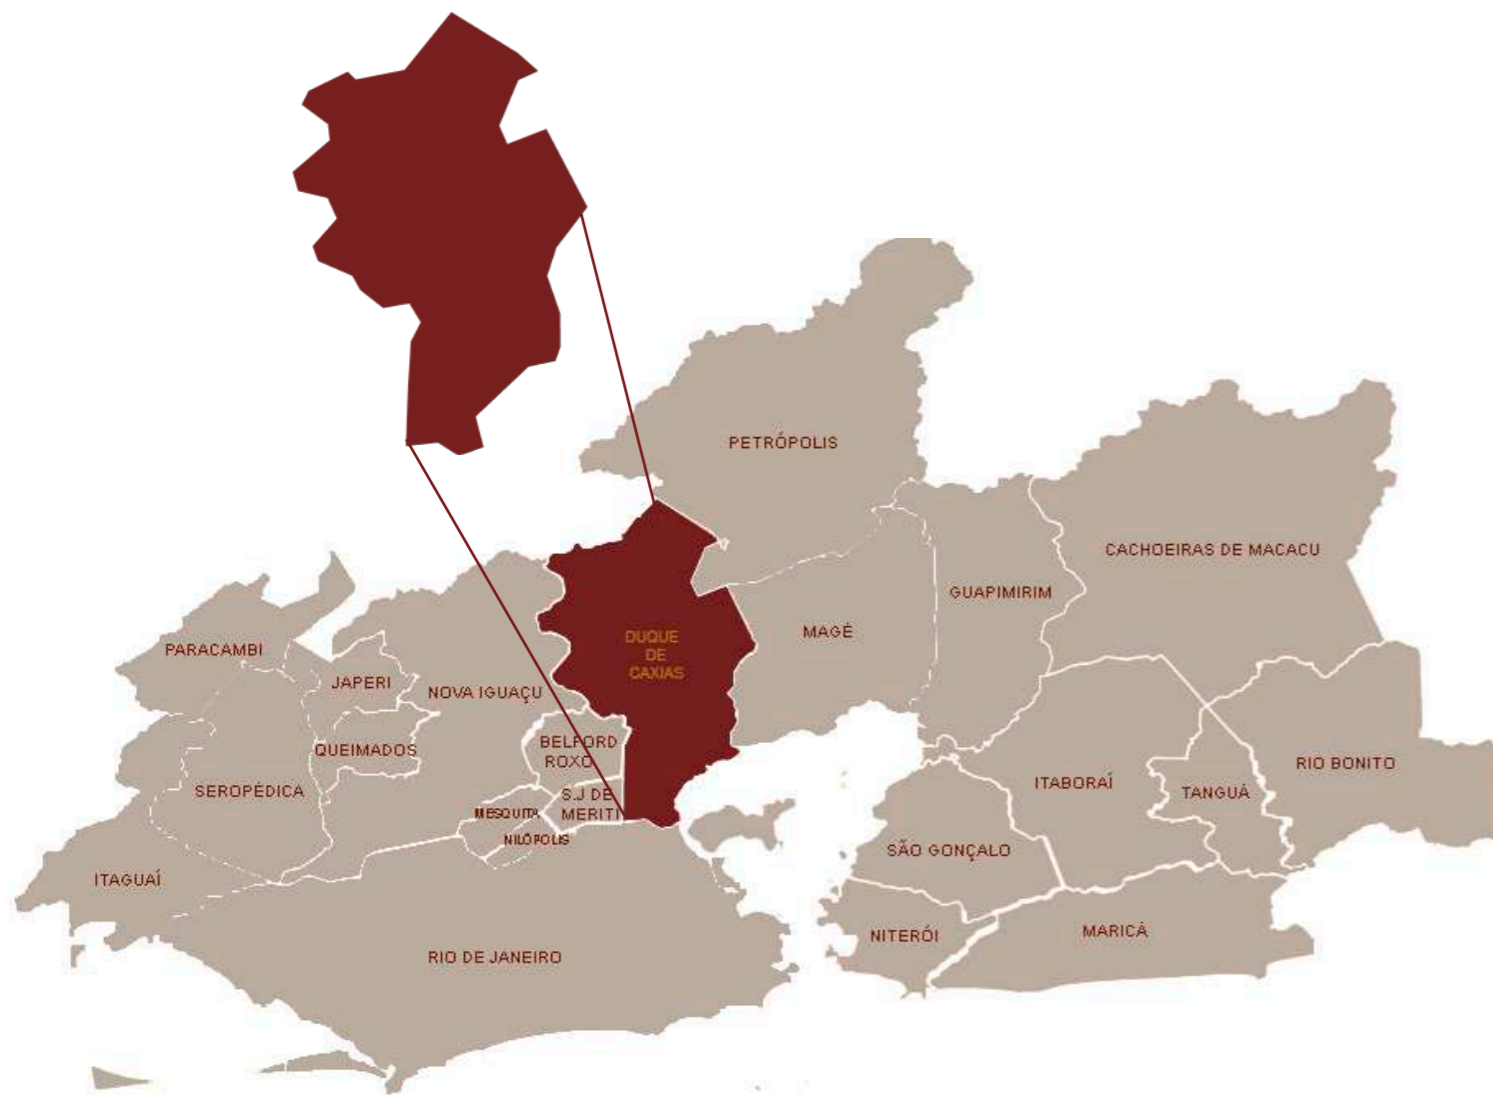 PETRÓPOLIS
CACHOEIRAS DE MACACU
GUAPIMIRIM
MAGÉ
DUQUE
DE
CAXIAS
PARACAMBI
JAPERI
NOVA IGUAÇU
QUEIMADOS
BELFORD
ROXO
SEROPÉDICA
S.J DE
MERITI
MESQUITA
NILÓPOLIS
ITABORAÍ
TANGUÁ
RIO BONITO
SÃO GONÇALO
ITAGUAÍ
NITERÓI
MARICÁ
RIO DE JANEIRO